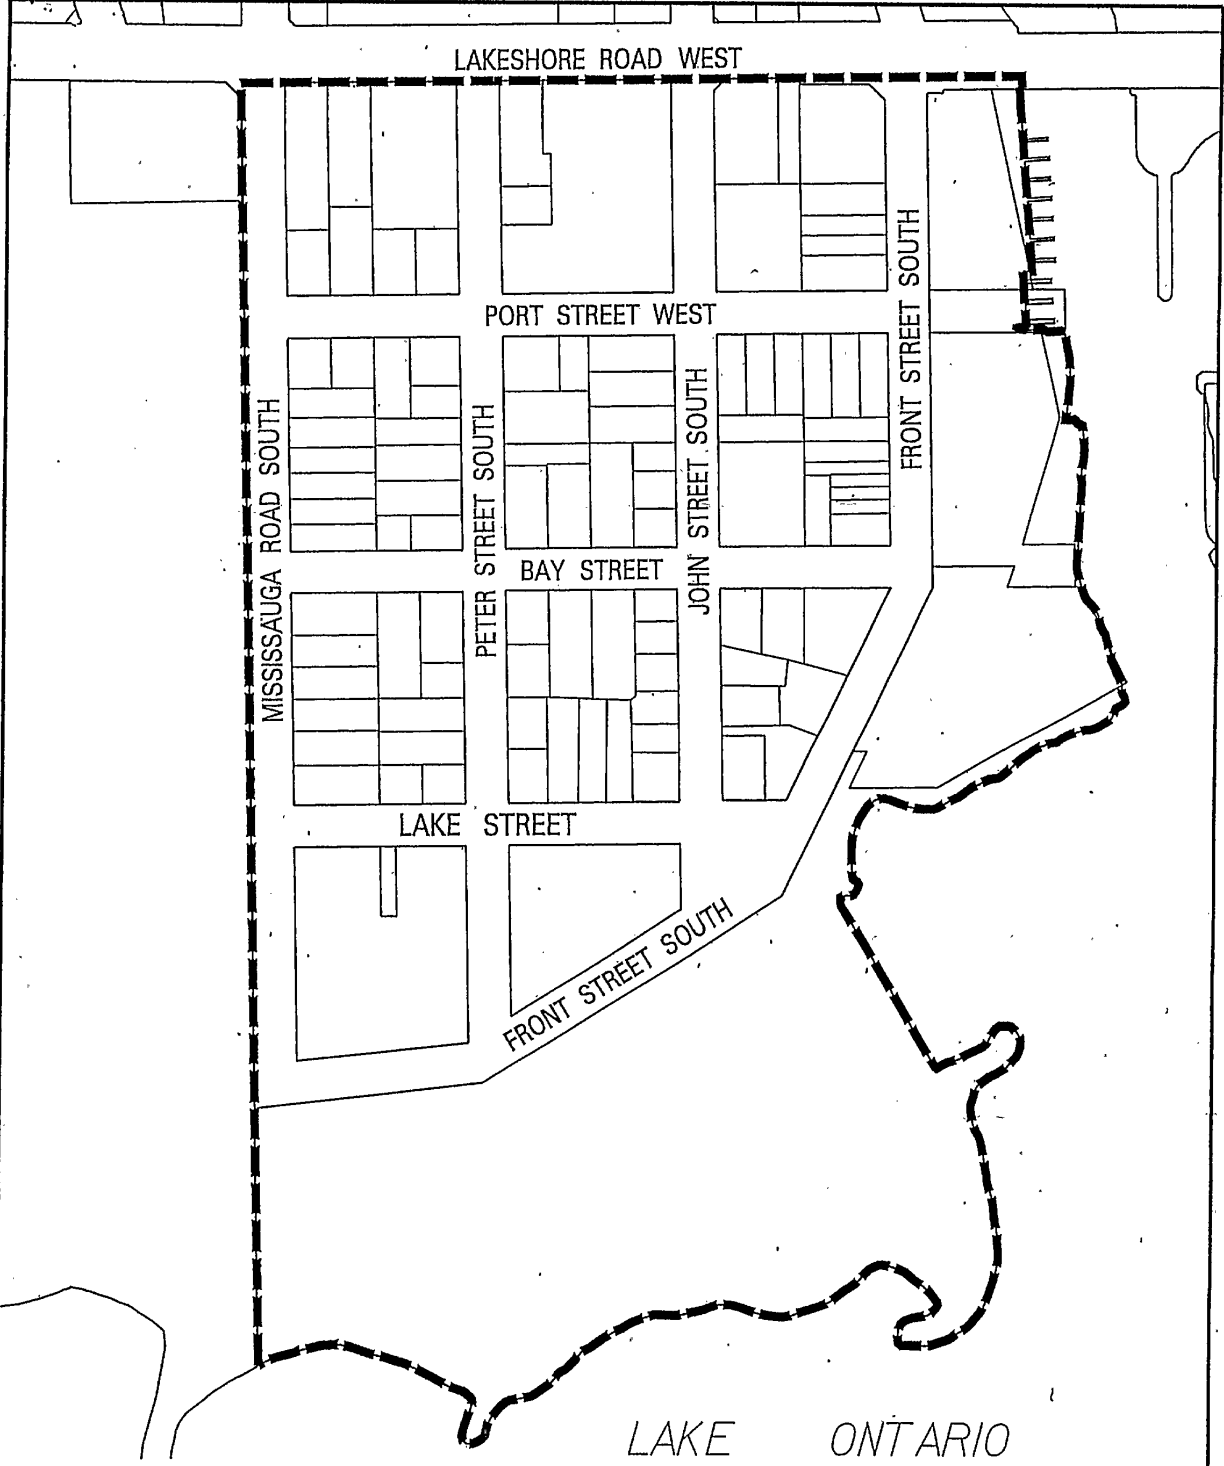 LAKESHORE ROAD WEST
PORT STREET WEST
FRONT STREET SOUTH
MISSISSAUGA ROAD SOUTH
PETER STREET SOUTH
JOHN STREET SOUTH
BAY STREET
LAKE STREET
FRONT STREET SOUTH
LAKE ONTARIO